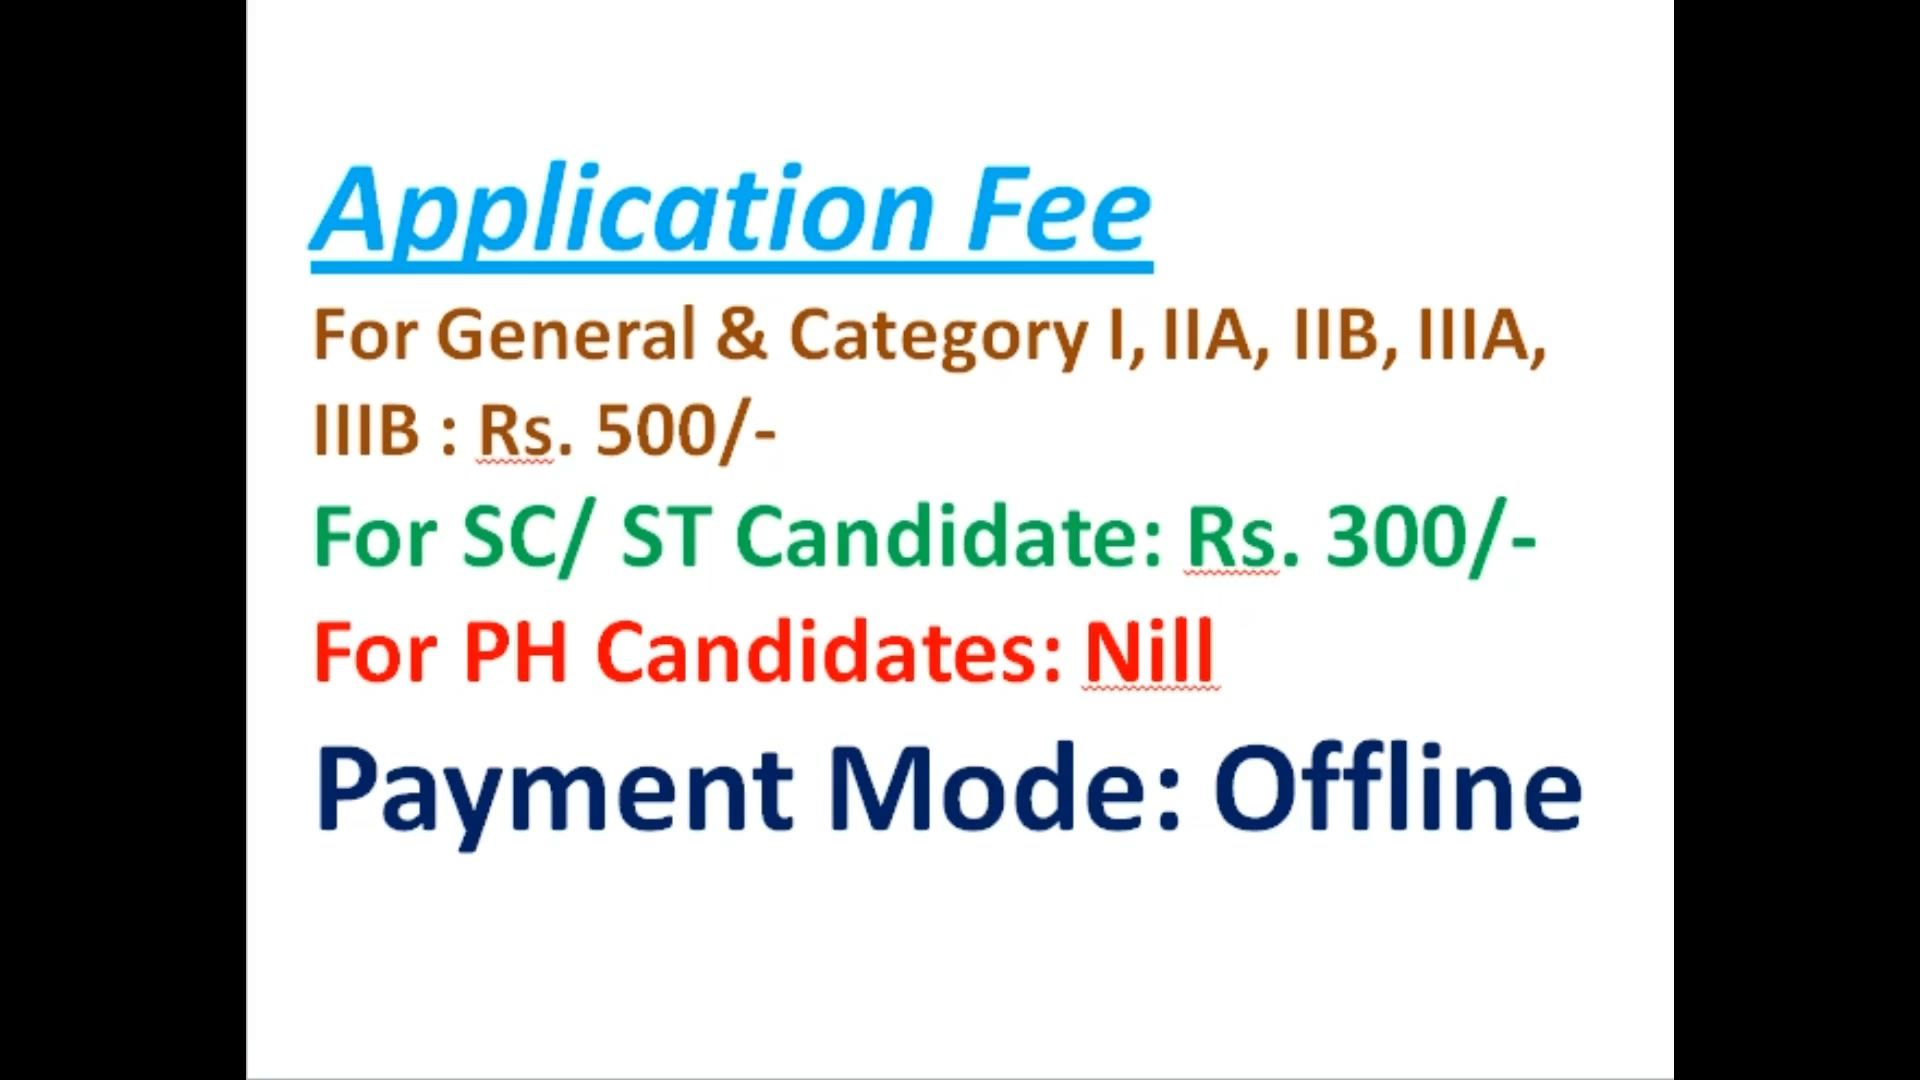 Application Fee
For General & Category I, IIA, IIB, IIIA,
IIIB : Rs. 500/-
For SC/ ST Candidate: Rs. 300/-
For PH Candidates: Nill
Payment Mode: Offline